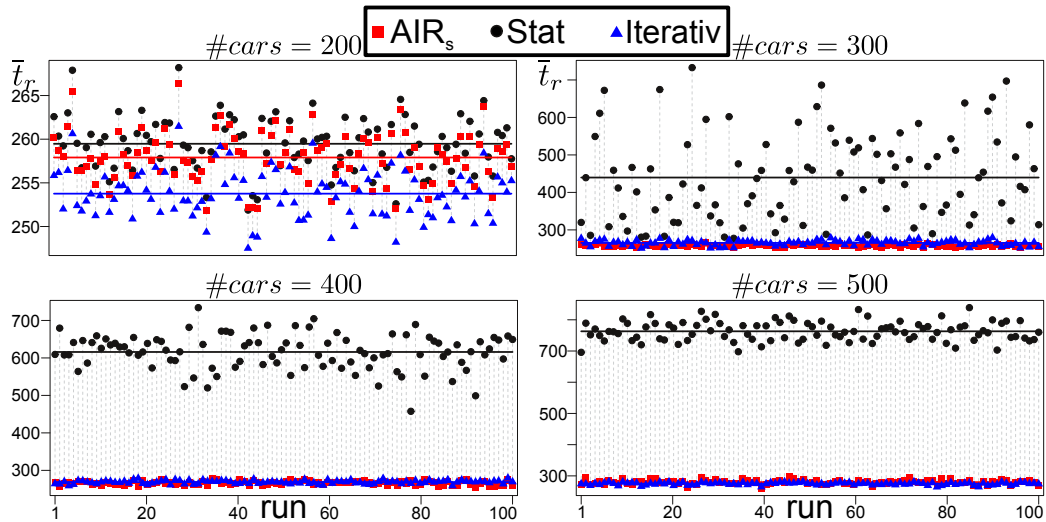 AIRs Stat Iterativ
#cars = 200
#cars = 300
t̄r
265
260
255
250
t̄r
600
500
400
300
#cars = 400
#cars = 500
700
600
500
400
300
1 20 40 60 80 100
run
700
500
300
1 20 40 60 80 100
run